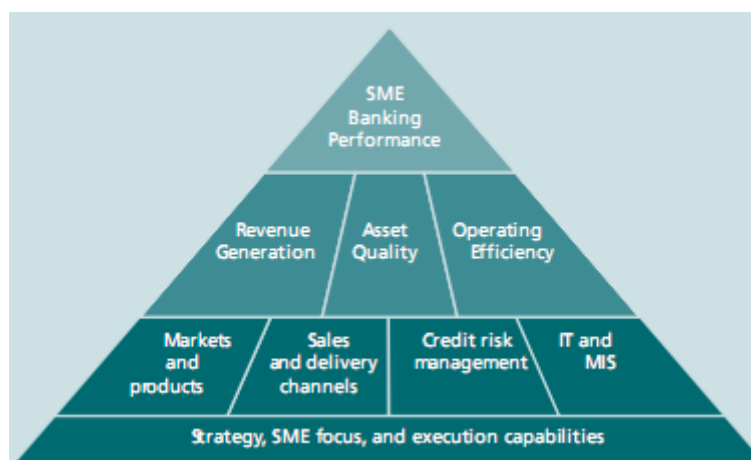 SME
Banking
Performance
Revenue
Generation
Asset
Quality
Operating
Efficiency
Markets
and
products
Sales
and delivery
channels
Credit risk
management
IT and
MIS
Strategy, SME focus, and execution capabilities